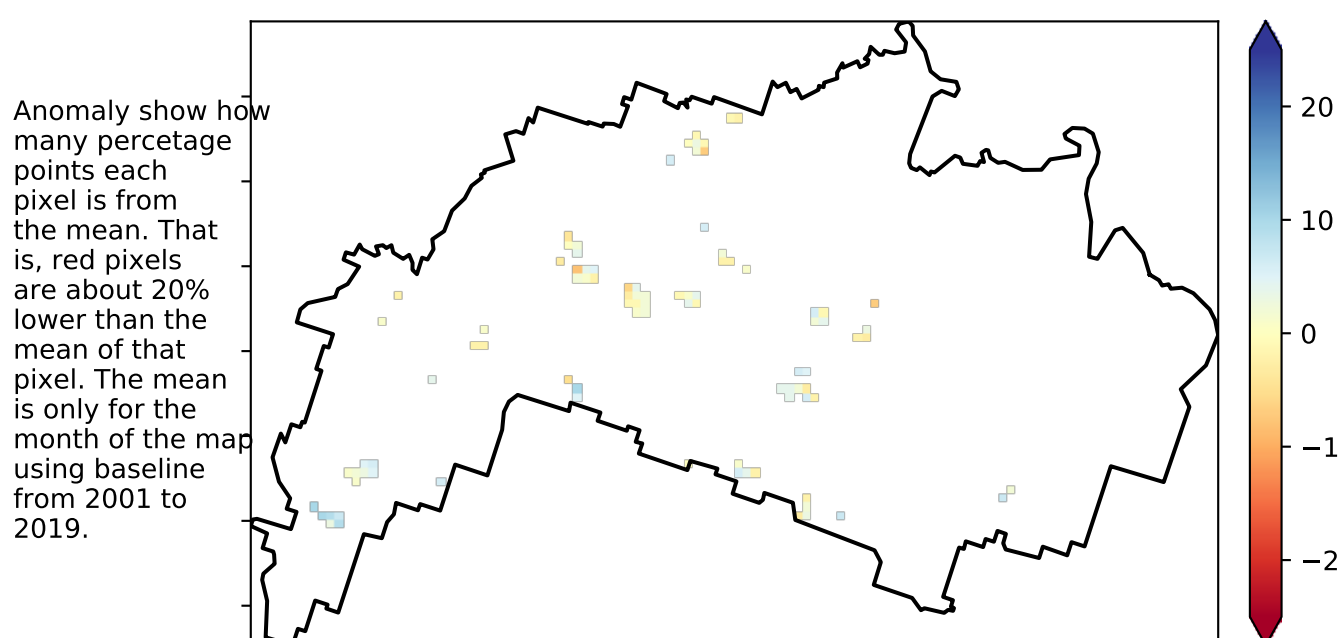 Anomaly show how
many percetage
points each
pixel is from
the mean. That
is, red pixels
are about 20%
lower than the
mean of that
pixel. The mean
is only for the
month of the map
using baseline
from 2001 to
2019.
20
10
0
−1
−2